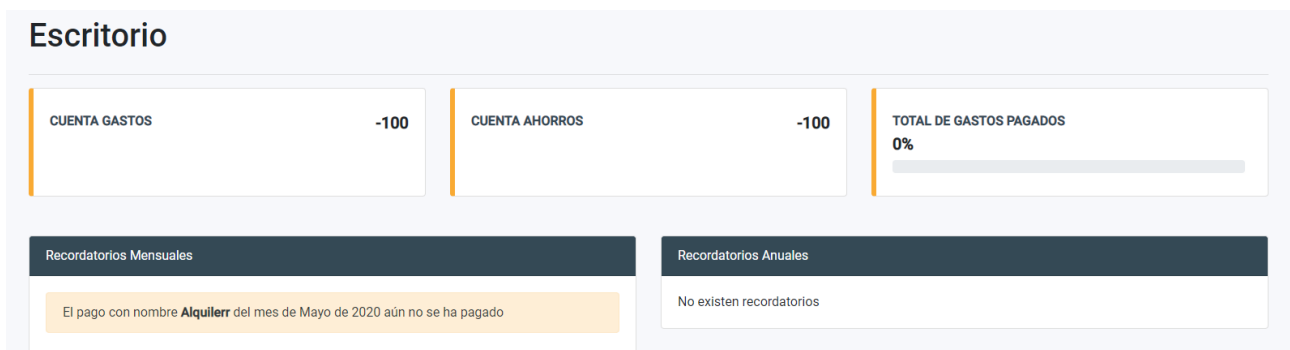 Escritorio
CUENTA GASTOS -100
CUENTA AHORROS -100
TOTAL DE GASTOS PAGADOS
0%
Recordatorios Mensuales
El pago con nombre Alquilerr del mes de Mayo de 2020 aún no se ha pagado
Recordatorios Anuales
No existen recordatorios